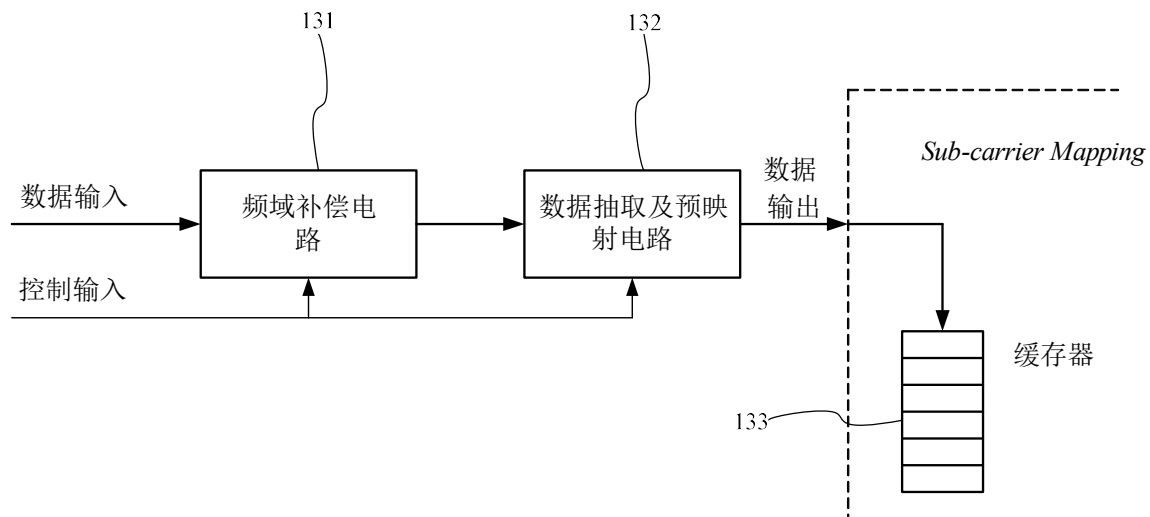 131
132
Sub-carrier Mapping
数据输入
频域补偿电
路
数据抽取及预映
射电路
数据
输出
控制输入
缓存器
133